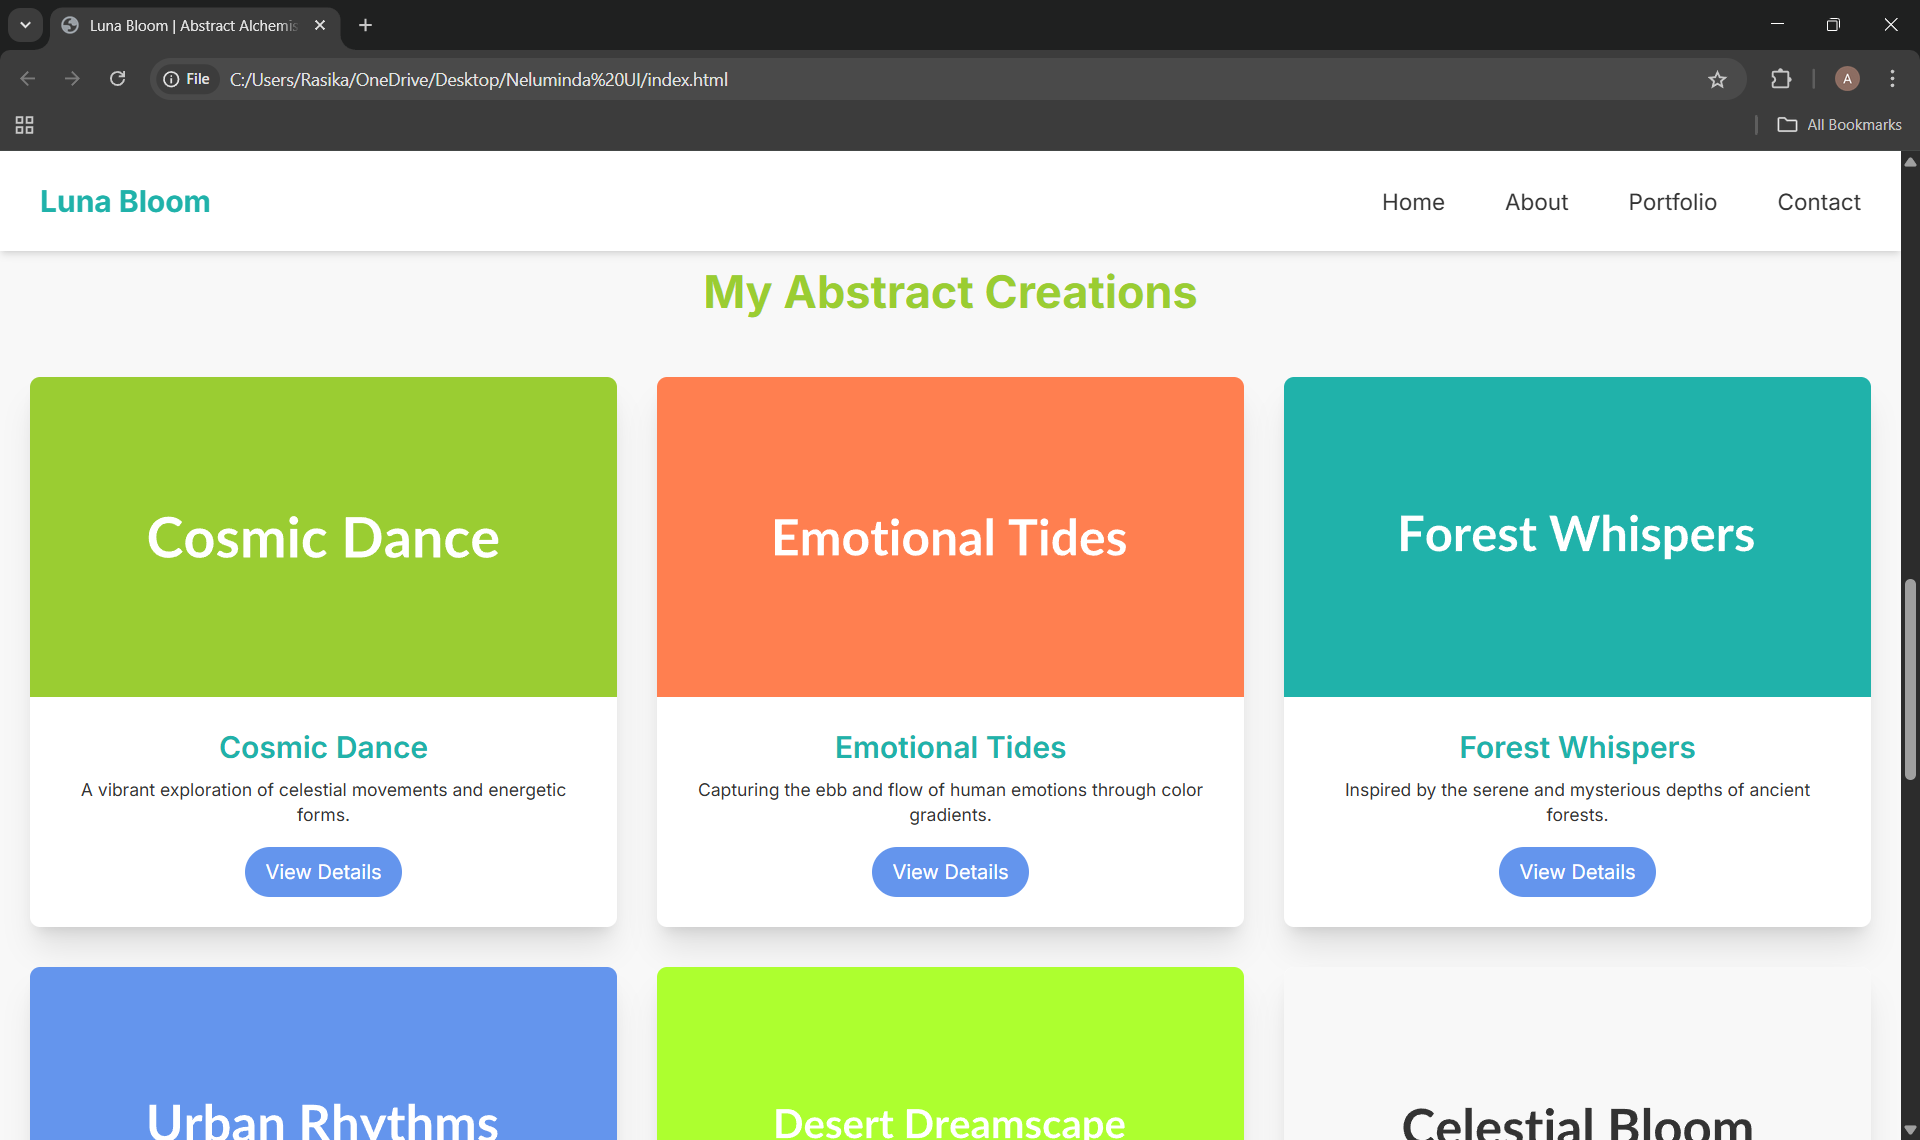 Luna Bloom | Abstract Alchemis
File
C:/Users/Rasika/OneDrive/Desktop/Neluminda%20UI/index.html
A
All Bookmarks
Luna Bloom
Home
About
Portfolio
Contact
My Abstract Creations
Cosmic Dance
Emotional Tides
Forest Whispers
Cosmic Dance
A vibrant exploration of celestial movements and energetic
forms.
View Details
Emotional Tides
Capturing the ebb and flow of human emotions through color
gradients.
View Details
Forest Whispers
Inspired by the serene and mysterious depths of ancient
forests.
View Details
Urban Rhythms
Desert Dreamscape
Celestial Bloom